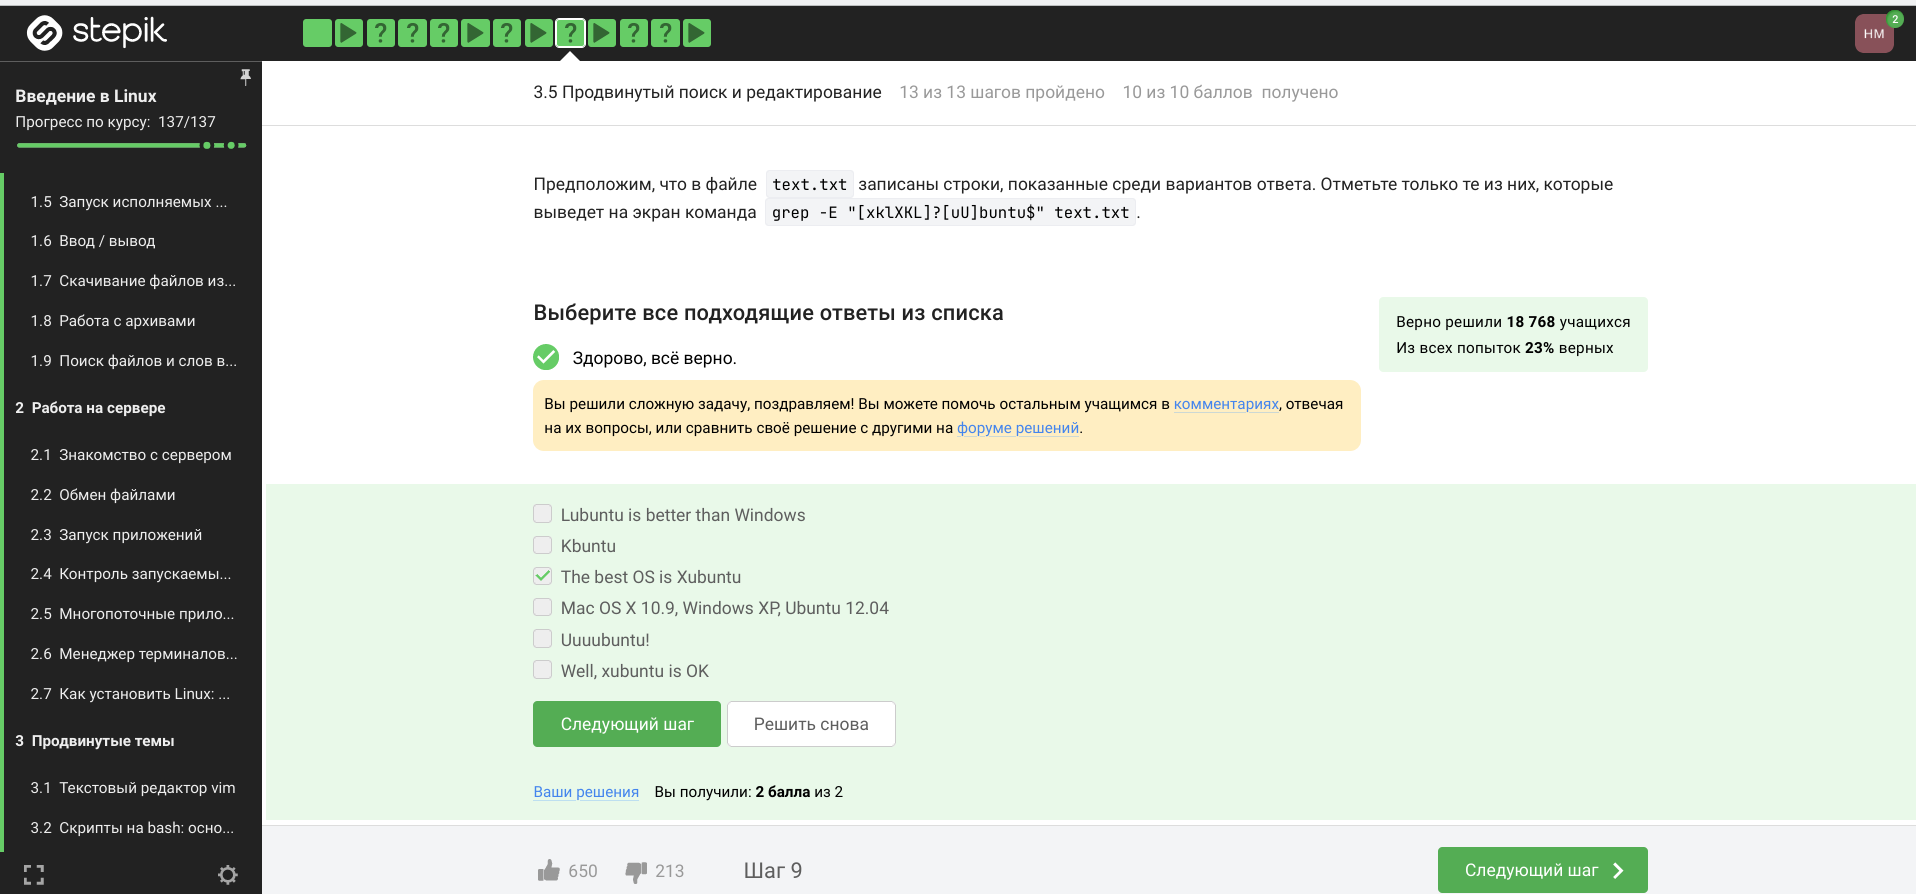 stepik
? ? ? ? ? ? ?
НМ
2
Введение в Linux
Прогресс по курсу: 137/137
1.5 Запуск исполняемых ...
1.6 Ввод / вывод
1.7 Скачивание файлов из...
1.8 Работа с архивами
1.9 Поиск файлов и слов в...
2 Работа на сервере
2.1 Знакомство с сервером
2.2 Обмен файлами
2.3 Запуск приложений
2.4 Контроль запускаемы...
2.5 Многопоточные прило...
2.6 Менеджер терминалов...
2.7 Как установить Linux: ...
3 Продвинутые темы
3.1 Текстовый редактор vim
3.2 Скрипты на bash: осно...
3.5 Продвинутый поиск и редактирование 13 из 13 шагов пройдено 10 из 10 баллов получено
Предположим, что в файле text.txt записаны строки, показанные среди вариантов ответа. Отметьте только те из них, которые
выведет на экран команда grep -E "[xklXKL]?[uU]buntu$" text.txt.
Выберите все подходящие ответы из списка
Здорово, всё верно.
Верно решили 18 768 учащихся
Из всех попыток 23% верных
Вы решили сложную задачу, поздравляем! Вы можете помочь остальным учащимся в комментариях, отвечая
на их вопросы, или сравнить своё решение с другими на форуме решений.
Lubuntu is better than Windows
Kbuntu
The best OS is Xubuntu
Mac OS X 10.9, Windows XP, Ubuntu 12.04
Uuuubuntu!
Well, xubuntu is OK
Следующий шаг
Решить снова
Ваши решения Вы получили: 2 балла из 2
650 213 Шаг 9
Следующий шаг